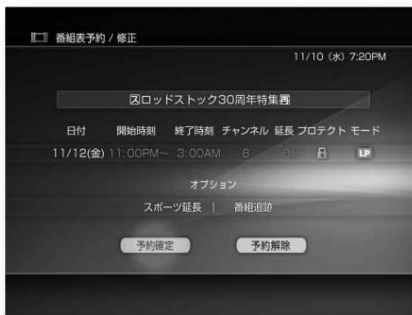 番組表予約 / 修正
11/10 (水) 7:20PM
🈡ロッドストック30周年特集🈞
日付 開始時刻 終了時刻 チャンネル 延長 プロテクト モード
11/12(金) 11:00PM~ 3:00AM 8 0分 LP
オプション
スポーツ延長 | 番組追跡
予約確定 予約解除